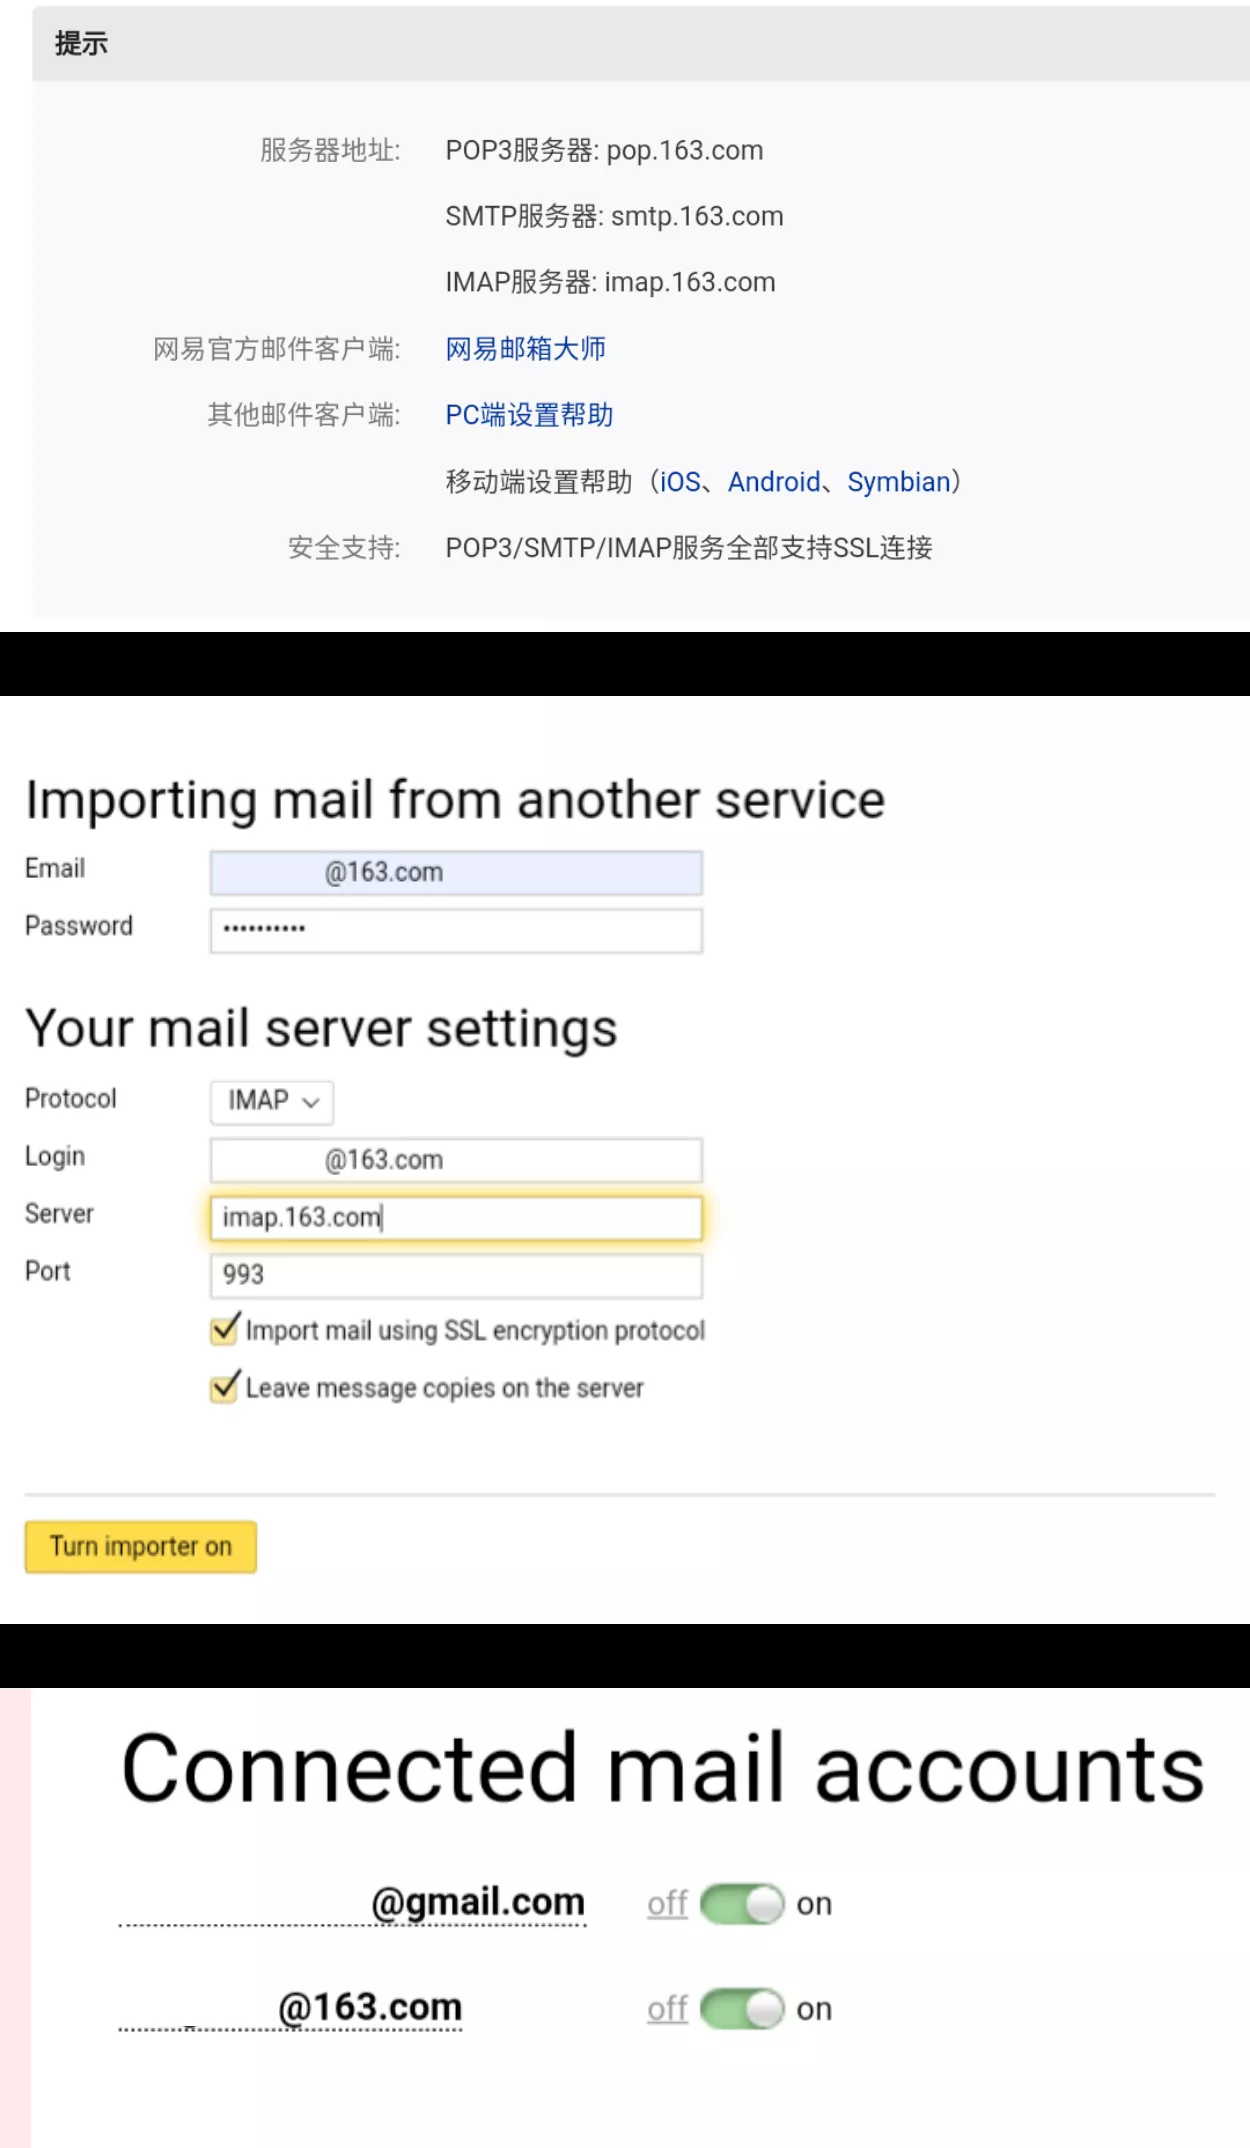 提示
服务器地址: POP3服务器: pop.163.com
SMTP服务器: smtp.163.com
IMAP服务器: imap.163.com
网易官方邮件客户端: 网易邮箱大师
其他邮件客户端: PC端设置帮助
移动端设置帮助（iOS、Android、Symbian）
安全支持: POP3/SMTP/IMAP服务全部支持SSL连接
Importing mail from another service
Email @163.com
Password ••••••••••
Your mail server settings
Protocol IMAP
Login @163.com
Server imap.163.com
Port 993
Import mail using SSL encryption protocol
Leave message copies on the server
Turn importer on
Connected mail accounts
@gmail.com off on
@163.com off on